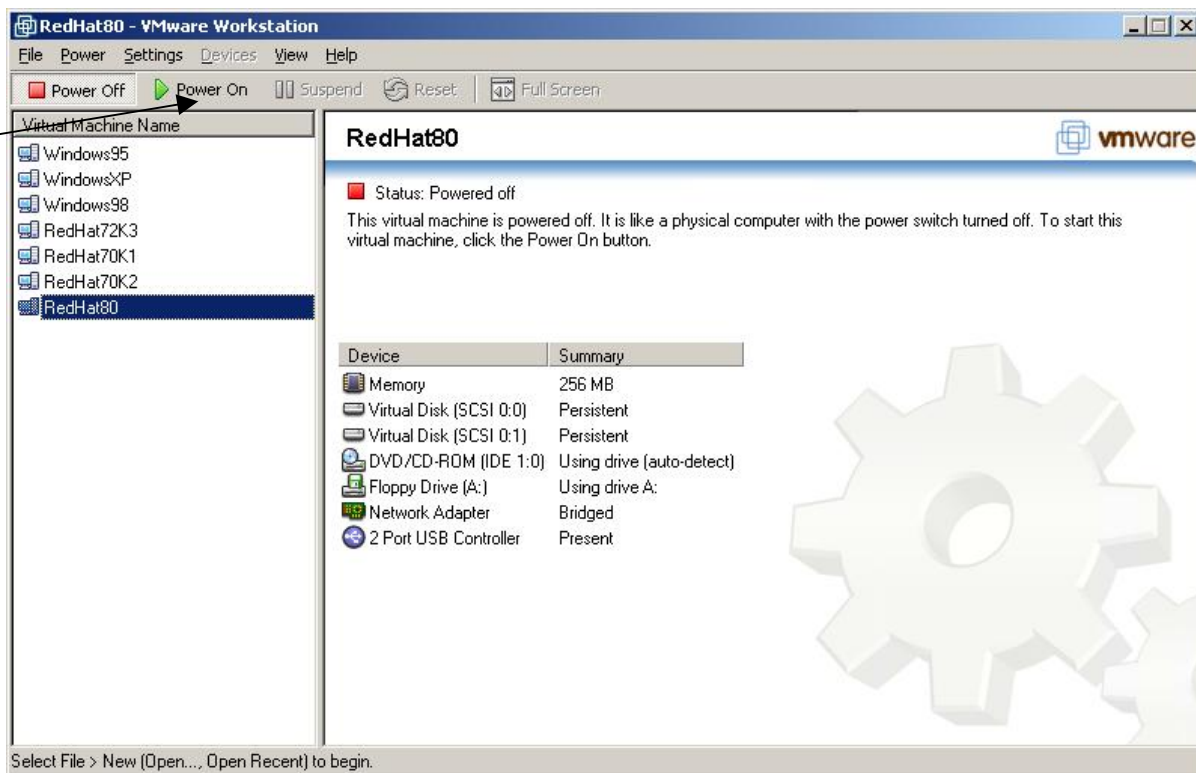 RedHat80 - VMware Workstation
File Power Settings Devices View Help
Power Off Power On Suspend Reset Full Screen
Virtual Machine Name
Windows95
WindowsXP
Windows98
RedHat72K3
RedHat70K1
RedHat70K2
RedHat80
RedHat80
vmware
Status: Powered off
This virtual machine is powered off. It is like a physical computer with the power switch turned off. To start this
virtual machine, click the Power On button.
Device Summary
Memory 256 MB
Virtual Disk (SCSI 0:0) Persistent
Virtual Disk (SCSI 0:1) Persistent
DVD/CD-ROM (IDE 1:0) Using drive (auto-detect)
Floppy Drive (A:) Using drive A:
Network Adapter Bridged
2 Port USB Controller Present
Select File > New (Open..., Open Recent) to begin.